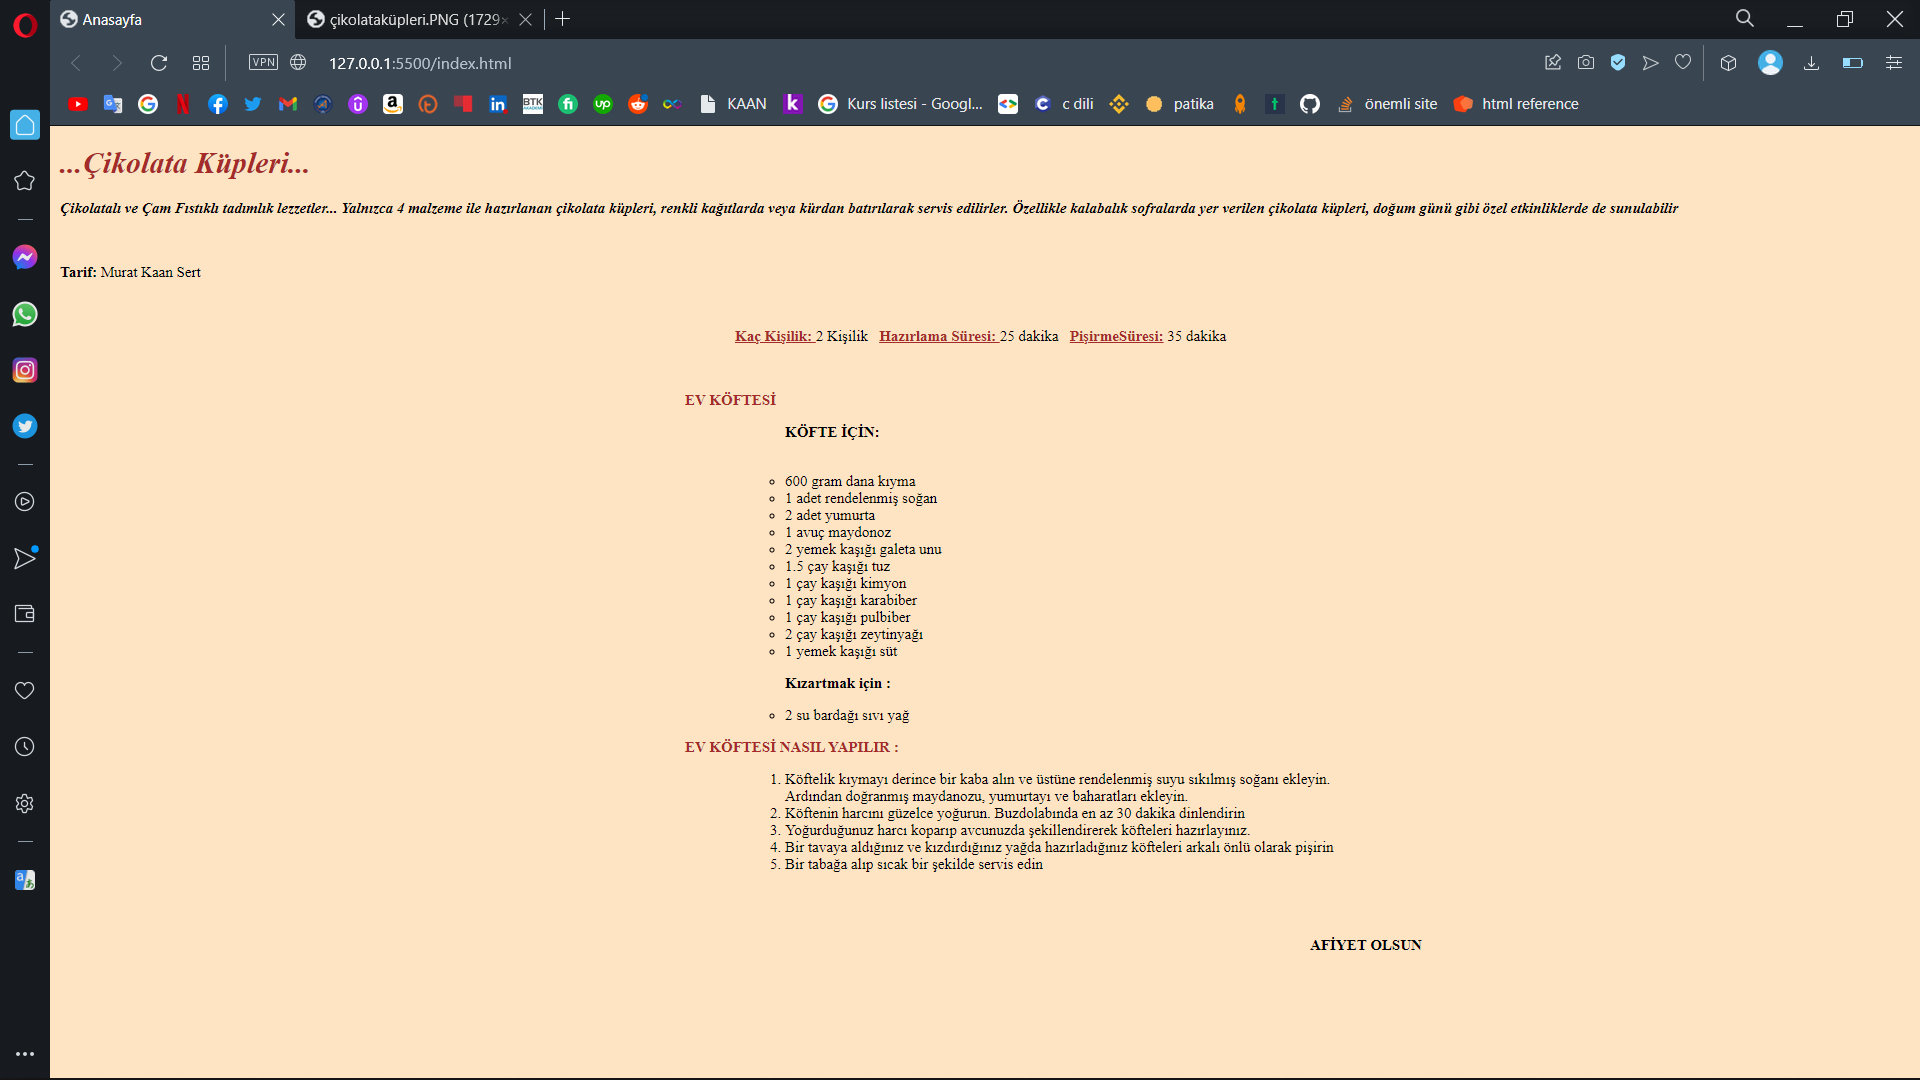 Anasayfa
çikolataküpleri.PNG (1729×
VPN
127.0.0.1:5500/index.html
BTK
KAAN
Kurs listesi - Googl...
c dili
patika
önemli site
html reference
...Çikolata Küpleri...
Çikolatalı ve Çam Fıstıklı tadımlık lezzetler... Yalnızca 4 malzeme ile hazırlanan çikolata küpleri, renkli kağıtlarda veya kürdan batırılarak servis edilirler. Özellikle kalabalık sofralarda yer verilen çikolata küpleri, doğum günü gibi özel etkinliklerde de sunulabilir
Tarif: Murat Kaan Sert
Kaç Kişilik: 2 Kişilik Hazırlama Süresi: 25 dakika PişirmeSüresi: 35 dakika
EV KÖFTESİ
KÖFTE İÇİN:
600 gram dana kıyma
1 adet rendelenmiş soğan
2 adet yumurta
1 avuç maydonoz
2 yemek kaşığı galeta unu
1.5 çay kaşığı tuz
1 çay kaşığı kimyon
1 çay kaşığı karabiber
1 çay kaşığı pulbiber
2 çay kaşığı zeytinyağı
1 yemek kaşığı süt
Kızartmak için :
2 su bardağı sıvı yağ
EV KÖFTESİ NASIL YAPILIR :
1. Köftelik kıymayı derince bir kaba alın ve üstüne rendelenmiş suyu sıkılmış soğanı ekleyin.
Ardından doğranmış maydanozu, yumurtayı ve baharatları ekleyin.
2. Köftenin harcını güzelce yoğurun. Buzdolabında en az 30 dakika dinlendirin
3. Yoğurduğunuz harcı koparıp avcunuzda şekillendirerek köfteleri hazırlayınız.
4. Bir tavaya aldığınız ve kızdırdığınız yağda hazırladığınız köfteleri arkalı önlü olarak pişirin
5. Bir tabağa alıp sıcak bir şekilde servis edin
AFİYET OLSUN